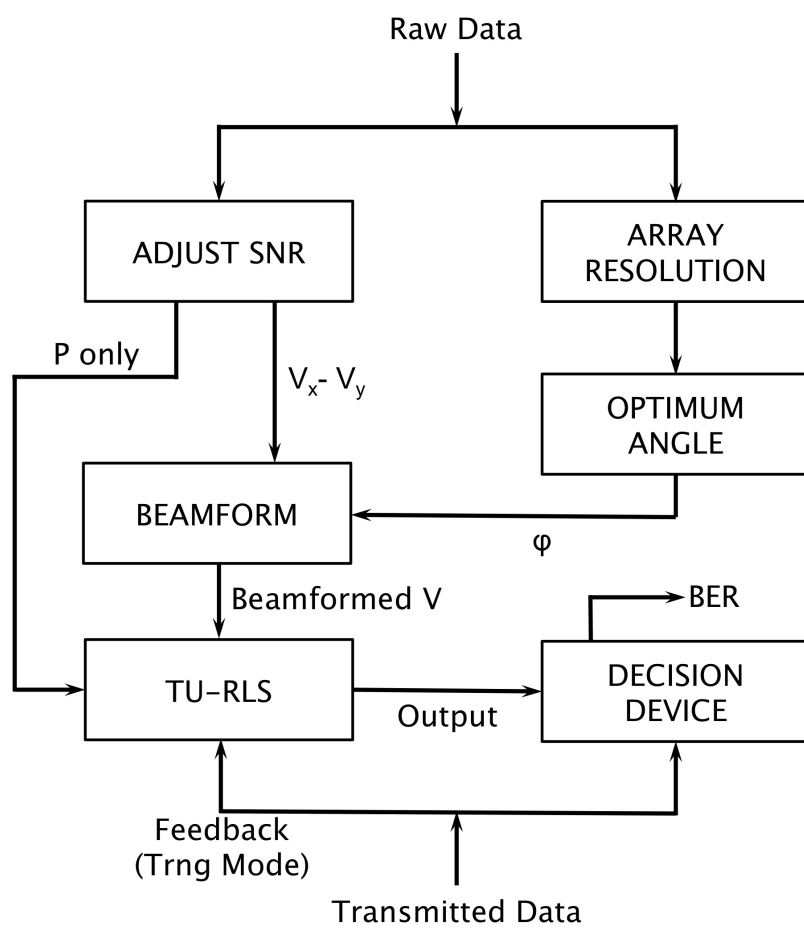 Raw Data
ADJUST SNR
ARRAY
RESOLUTION
P only
Vx- Vy
OPTIMUM
ANGLE
BEAMFORM
φ
Beamformed V
BER
TU-RLS
DECISION
DEVICE
Output
Feedback
(Trng Mode)
Transmitted Data